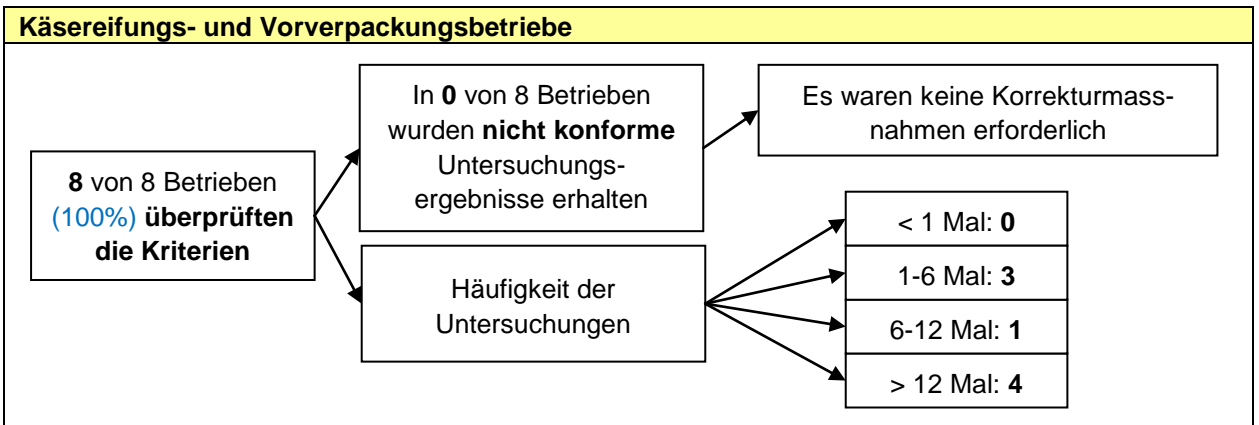 Käsereifungs- und Vorverpackungsbetriebe
8 von 8 Betrieben
(100%) überprüften
die Kriterien
In 0 von 8 Betrieben
wurden nicht konforme
Untersuchungs-
ergebnisse erhalten
Es waren keine Korrekturmass-
nahmen erforderlich
Häufigkeit der
Untersuchungen
< 1 Mal: 0
1-6 Mal: 3
6-12 Mal: 1
> 12 Mal: 4